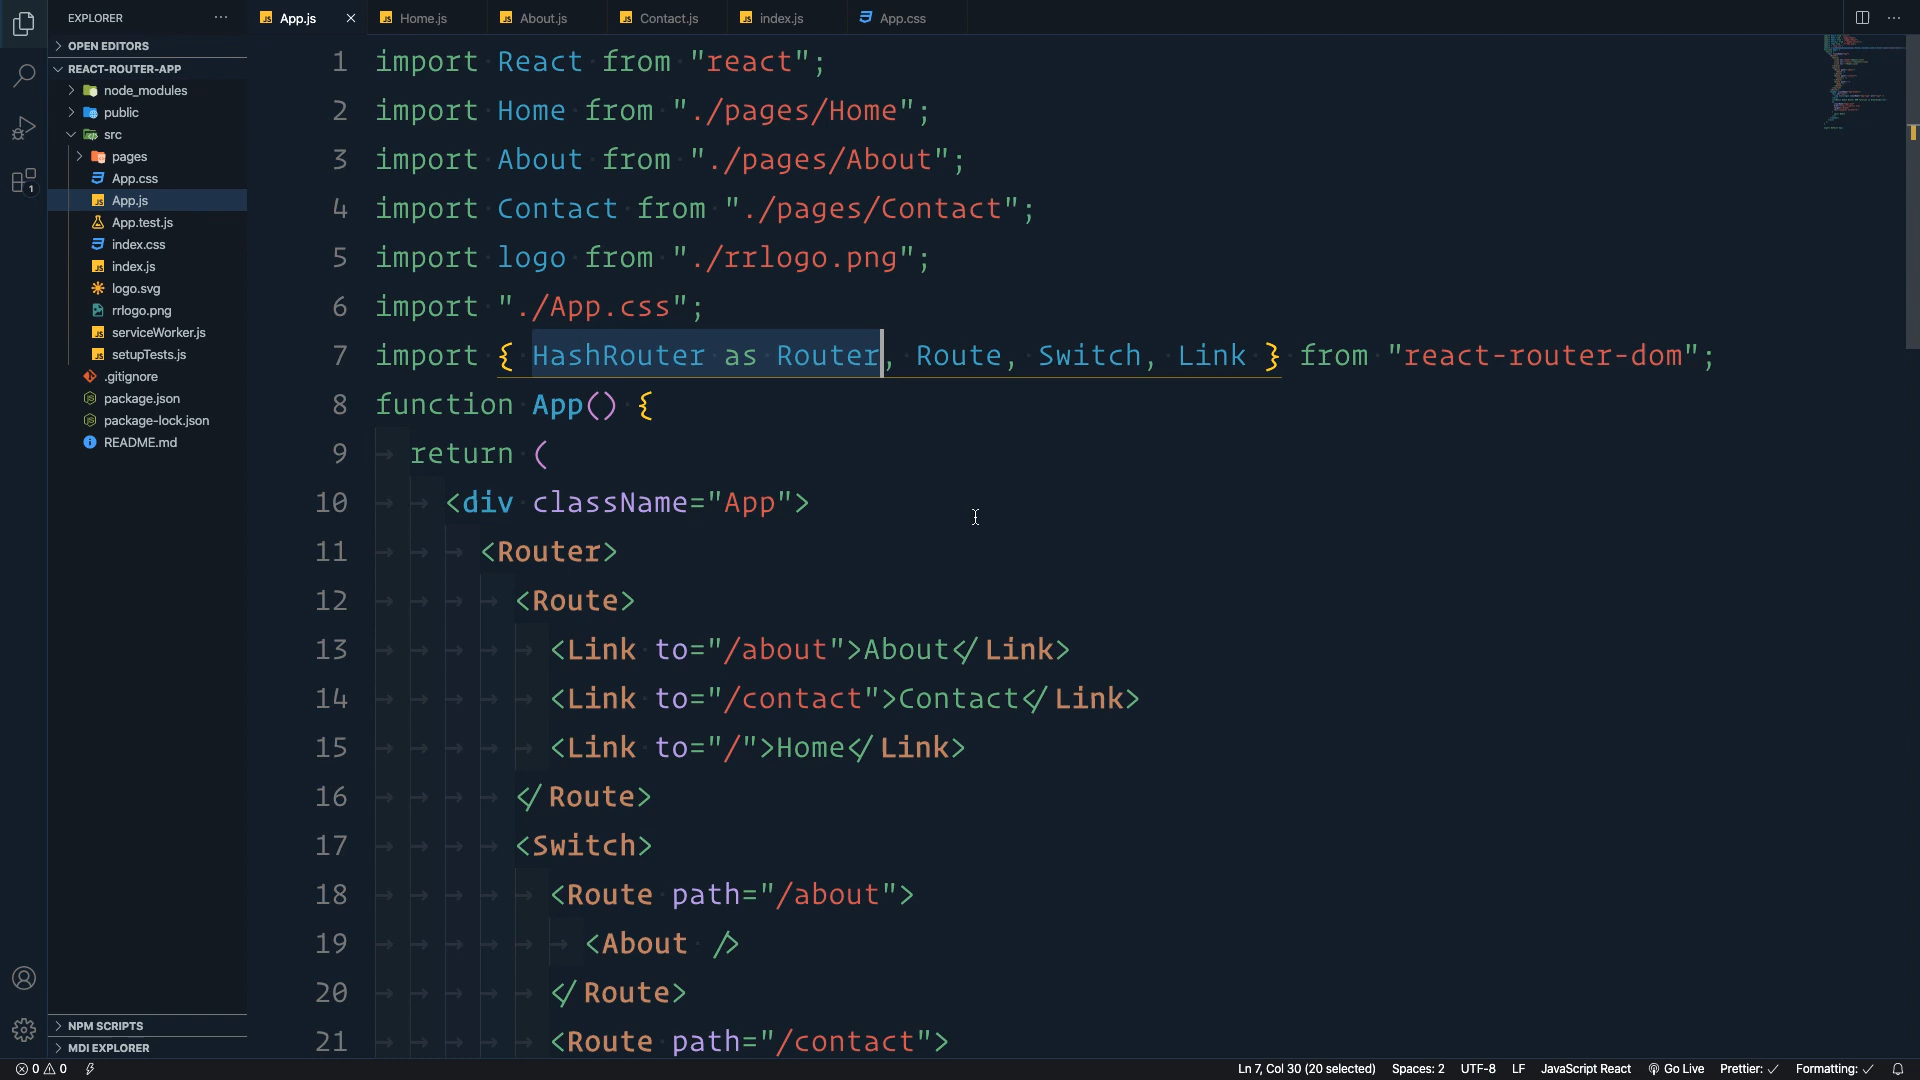 EXPLORER ···
OPEN EDITORS
REACT-ROUTER-APP
node_modules
public
src
pages
App.css
App.js
App.test.js
index.css
index.js
logo.svg
rrlogo.png
serviceWorker.js
setupTests.js
.gitignore
package.json
package-lock.json
README.md
NPM SCRIPTS
MDI EXPLORER
App.js Home.js About.js Contact.js index.js App.css
1 import React from "react";
2 import Home from "./pages/Home";
3 import About from "./pages/About";
4 import Contact from "./pages/Contact";
5 import logo from "./rrlogo.png";
6 import "./App.css";
7 import { HashRouter as Router, Route, Switch, Link } from "react-router-dom";
8 function App() {
9 return (
10 <div className="App">
11 <Router>
12 <Route>
13 <Link to="/about">About</Link>
14 <Link to="/contact">Contact</Link>
15 <Link to="/">Home</Link>
16 </Route>
17 <Switch>
18 <Route path="/about">
19 <About />
20 </Route>
21 <Route path="/contact">
0 0 Ln 7, Col 30 (20 selected) Spaces: 2 UTF-8 LF JavaScript React Go Live Prettier: ✓ Formatting: ✓